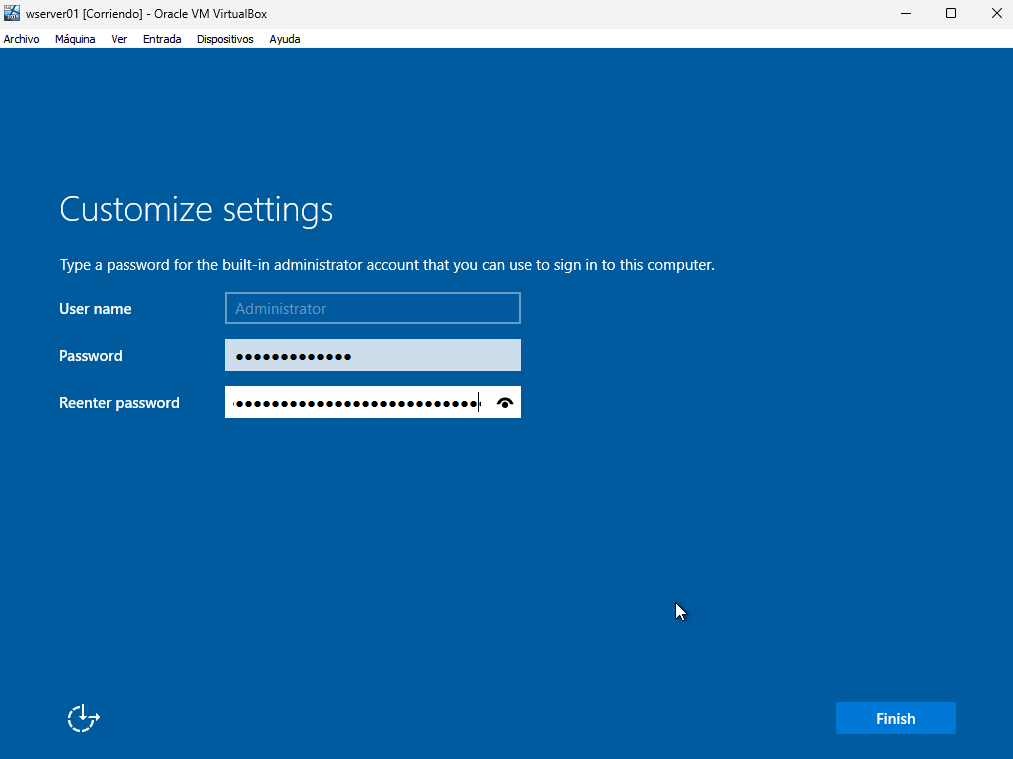 wserver01 [Corriendo] - Oracle VM VirtualBox
Archivo Máquina Ver Entrada Dispositivos Ayuda
Customize settings
Type a password for the built-in administrator account that you can use to sign in to this computer.
User name Administrator
Password ●●●●●●●●●●●●●
Reenter password ●●●●●●●●●●●●●●●●●●●●●●●●●●●●
Finish